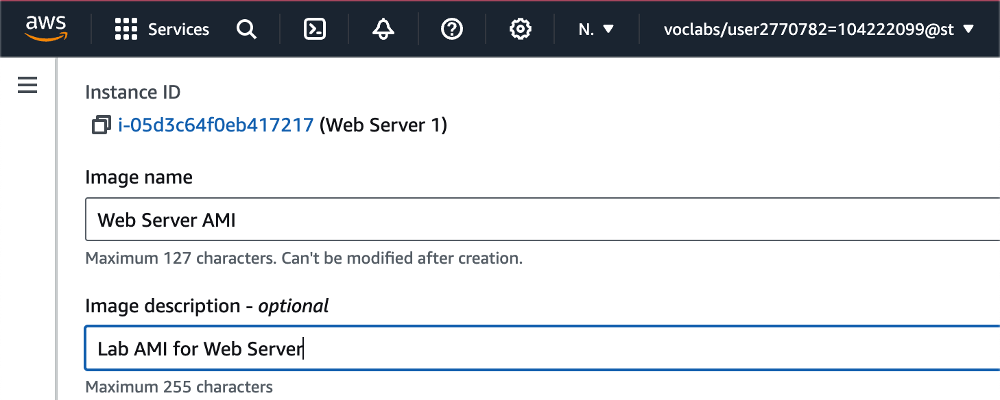 aws Services N. voclabs/user2770782=104222099@st
Instance ID
i-05d3c64f0eb417217 (Web Server 1)
Image name
Web Server AMI
Maximum 127 characters. Can't be modified after creation.
Image description - optional
Lab AMI for Web Server
Maximum 255 characters